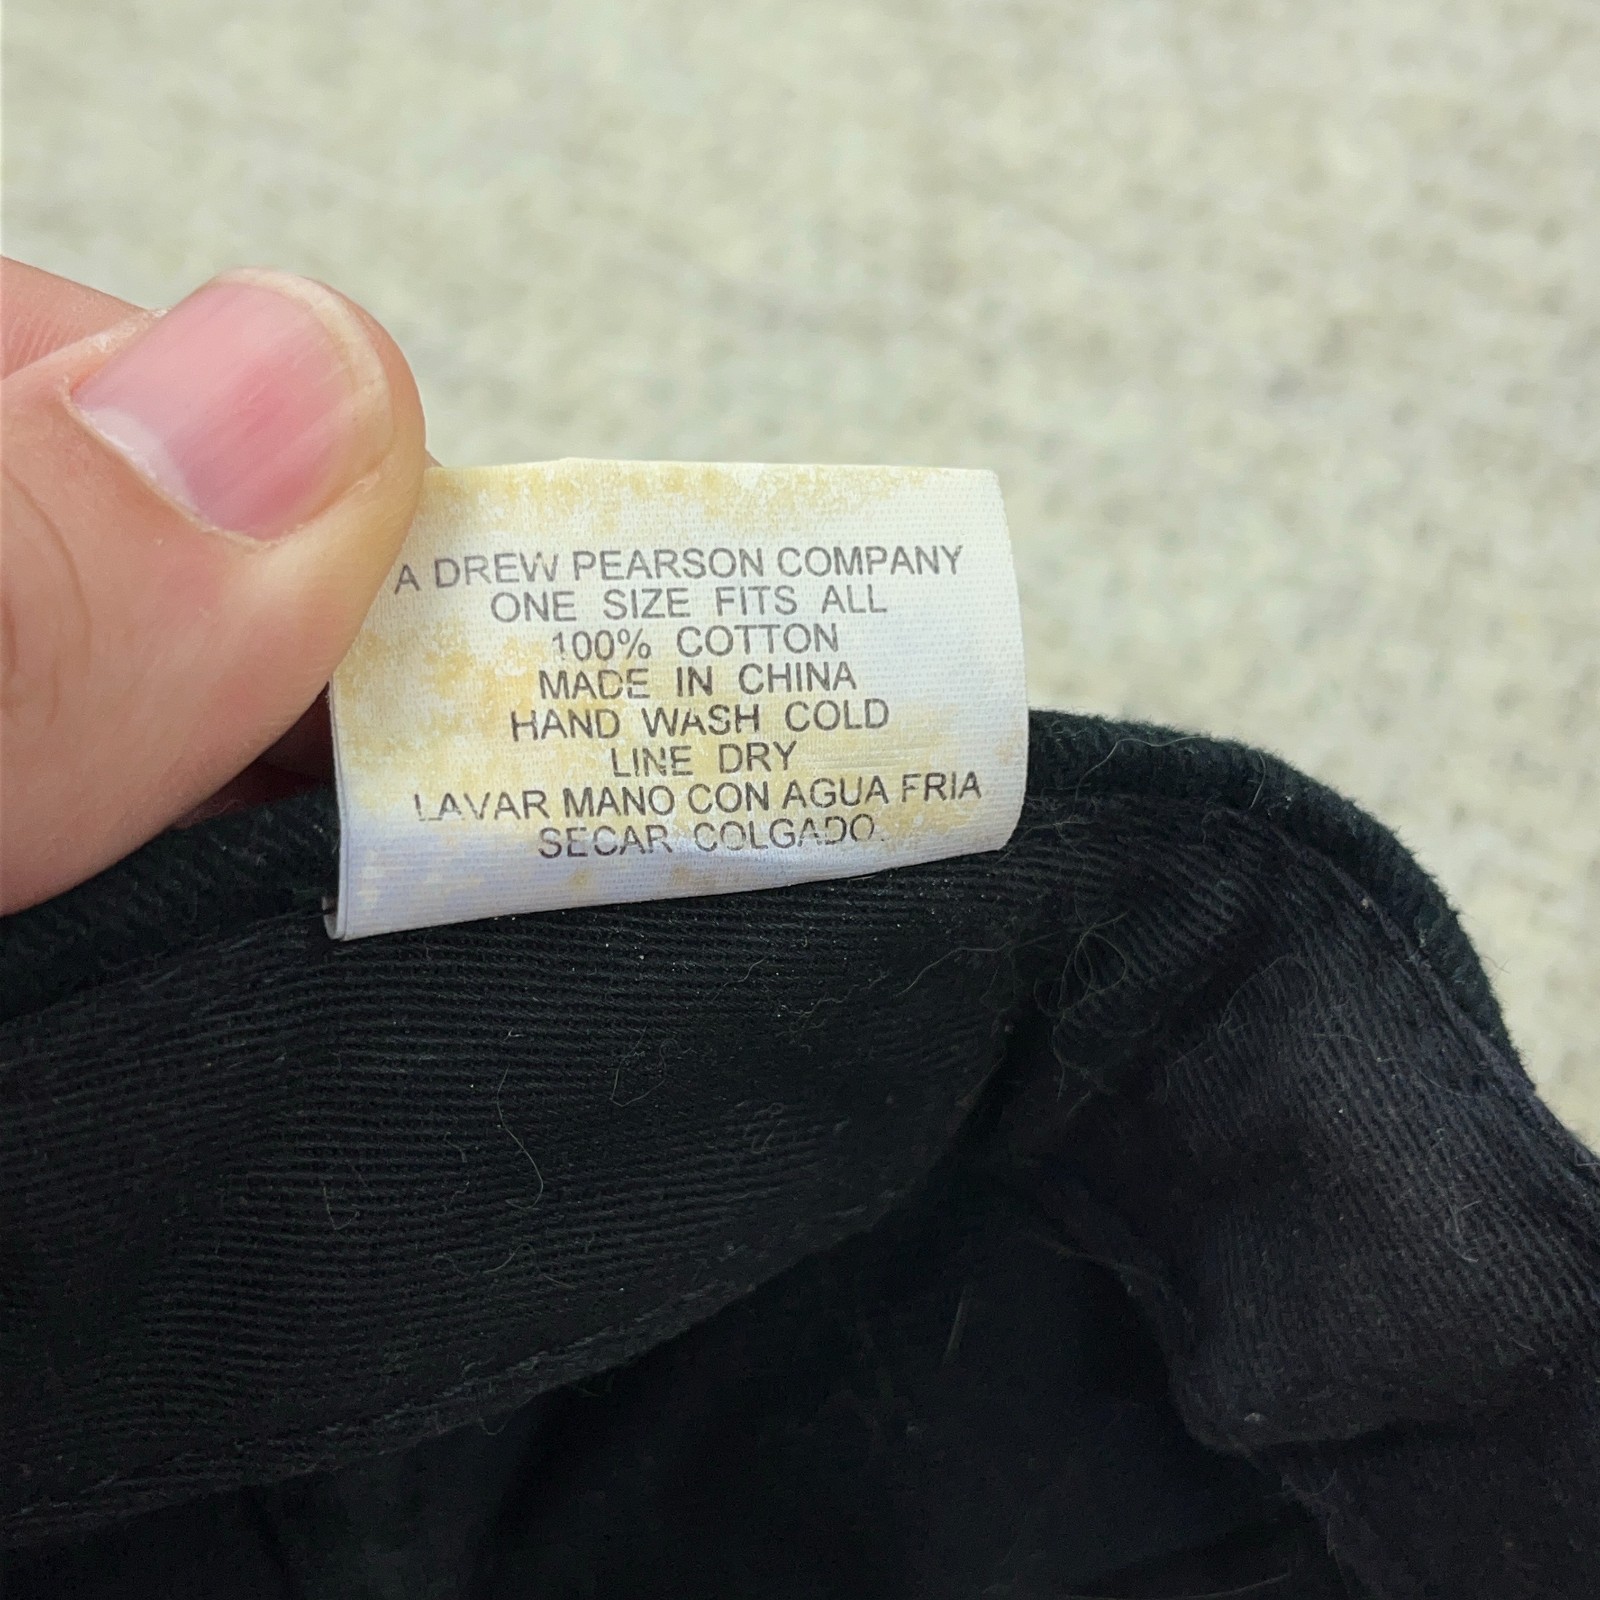 A DREW PEARSON COMPANY
ONE SIZE FITS ALL
100% COTTON
MADE IN CHINA
HAND WASH COLD
LINE DRY
LAVAR MANO CON AGUA FRIA
SECAR COLGADO.